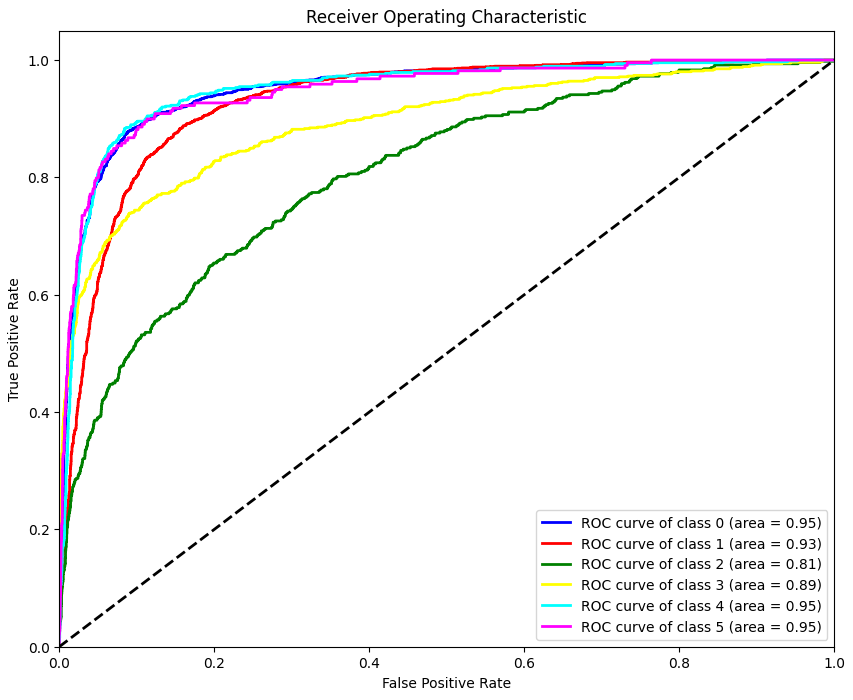 Receiver Operating Characteristic
1.0
0.8
0.6
0.4
0.2
0.0
True Positive Rate
0.0 0.2 0.4 0.6 0.8 1.0
False Positive Rate
ROC curve of class 0 (area = 0.95)
ROC curve of class 1 (area = 0.93)
ROC curve of class 2 (area = 0.81)
ROC curve of class 3 (area = 0.89)
ROC curve of class 4 (area = 0.95)
ROC curve of class 5 (area = 0.95)